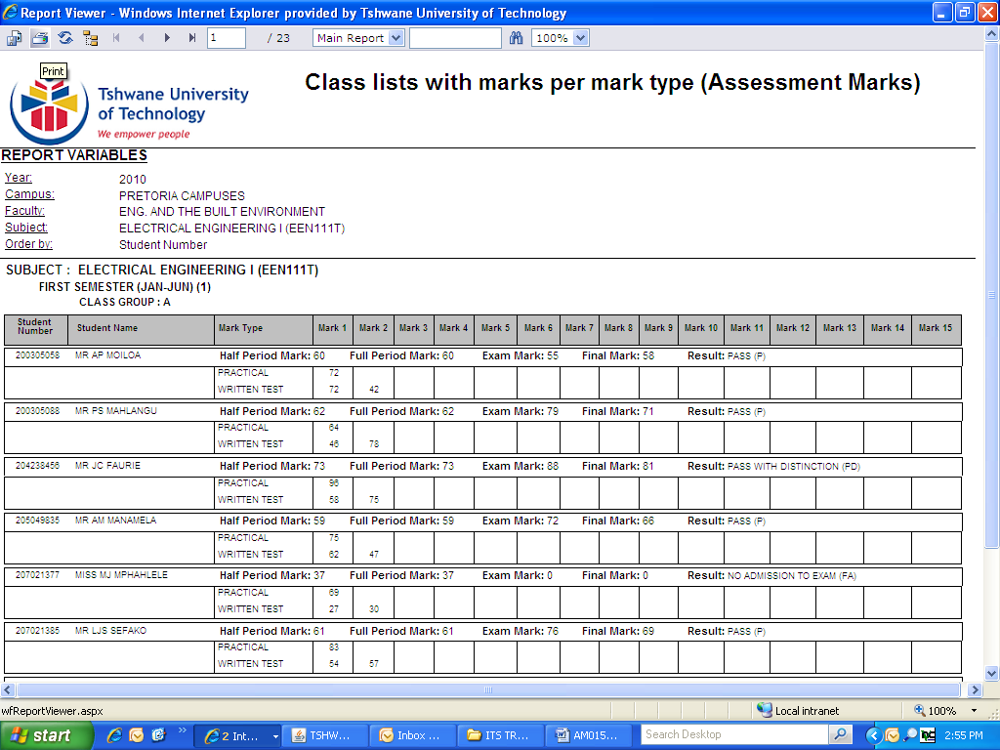 Report Viewer - Windows Internet Explorer provided by Tshwane University of Technology
1 / 23 Main Report 100%
Print
Tshwane University
of Technology
We empower people
Class lists with marks per mark type (Assessment Marks)
REPORT VARIABLES
Year: 2010
Campus: PRETORIA CAMPUSES
Faculty: ENG. AND THE BUILT ENVIRONMENT
Subject: ELECTRICAL ENGINEERING I (EEN111T)
Order by: Student Number
SUBJECT : ELECTRICAL ENGINEERING I (EEN111T)
FIRST SEMESTER (JAN-JUN) (1)
CLASS GROUP : A
Student Number Student Name Mark Type Mark 1 Mark 2 Mark 3 Mark 4 Mark 5 Mark 6 Mark 7 Mark 8 Mark 9 Mark 10 Mark 11 Mark 12 Mark 13 Mark 14 Mark 15
200305058 MR AP MOILOA Half Period Mark: 60 Full Period Mark: 60 Exam Mark: 55 Final Mark: 58 Result: PASS (P)
PRACTICAL 72
WRITTEN TEST 72 42
200305088 MR PS MAHLANGU Half Period Mark: 62 Full Period Mark: 62 Exam Mark: 79 Final Mark: 71 Result: PASS (P)
PRACTICAL 64
WRITTEN TEST 46 78
204238456 MR JC FAURIE Half Period Mark: 73 Full Period Mark: 73 Exam Mark: 88 Final Mark: 81 Result: PASS WITH DISTINCTION (PD)
PRACTICAL 96
WRITTEN TEST 58 75
205049835 MR AM MANAMELA Half Period Mark: 59 Full Period Mark: 59 Exam Mark: 72 Final Mark: 66 Result: PASS (P)
PRACTICAL 75
WRITTEN TEST 62 47
207021377 MISS MJ MPHAHLELE Half Period Mark: 37 Full Period Mark: 37 Exam Mark: 0 Final Mark: 0 Result: NO ADMISSION TO EXAM (FA)
PRACTICAL 69
WRITTEN TEST 27 30
207021385 MR LJS SEFAKO Half Period Mark: 61 Full Period Mark: 61 Exam Mark: 76 Final Mark: 69 Result: PASS (P)
PRACTICAL 83
WRITTEN TEST 54 57
wfReportViewer.aspx Local intranet 100%
start 2 Int... TSHW... Inbox ... ITS TR... AM015... Search Desktop 2:55 PM